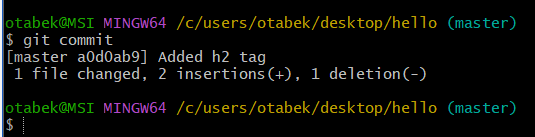 otabek@MSI MINGW64 /c/users/otabek/desktop/hello (master)
$ git commit
[master a0d0ab9] Added h2 tag
 1 file changed, 2 insertions(+), 1 deletion(-)
otabek@MSI MINGW64 /c/users/otabek/desktop/hello (master)
$